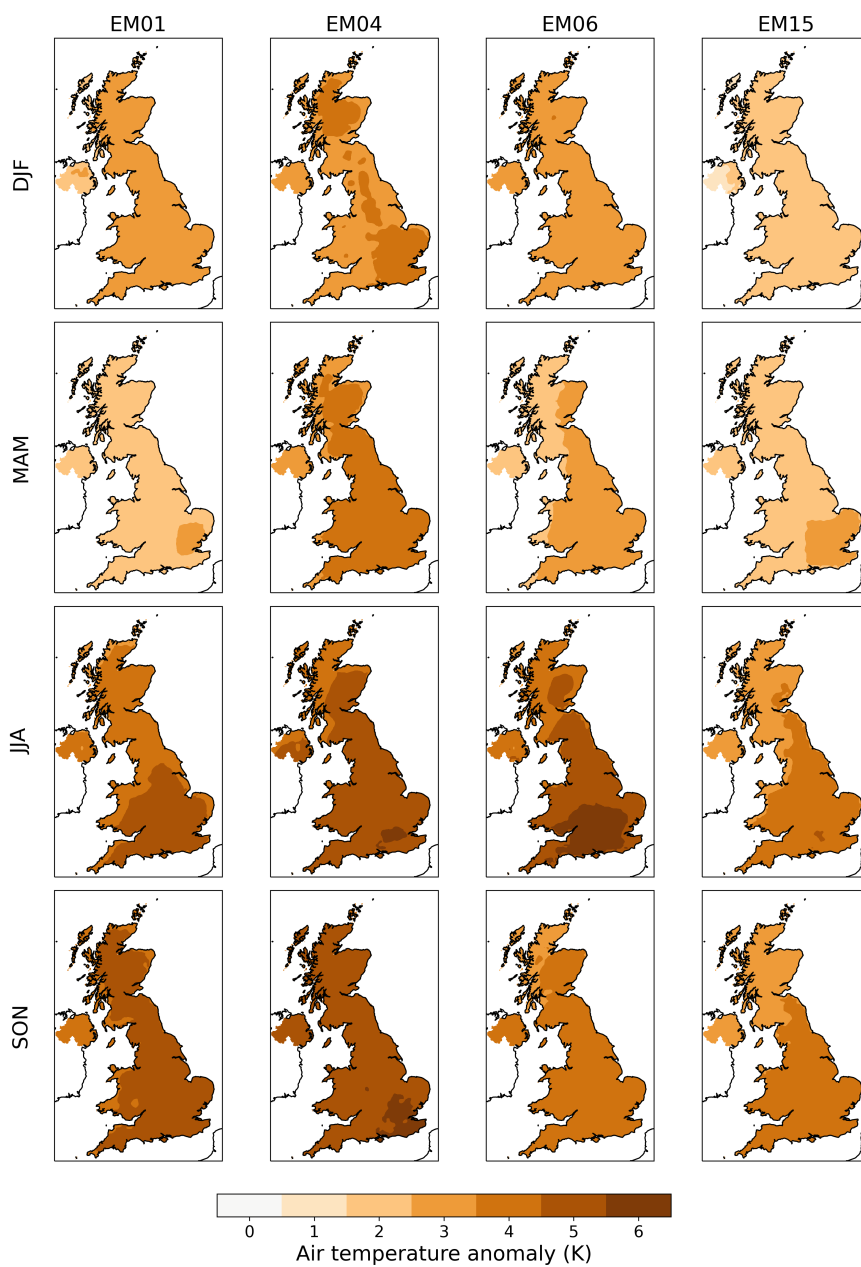 EM01 EM04 EM06 EM15
DJF
MAM
JJA
SON
0 1 2 3 4 5 6
Air temperature anomaly (K)